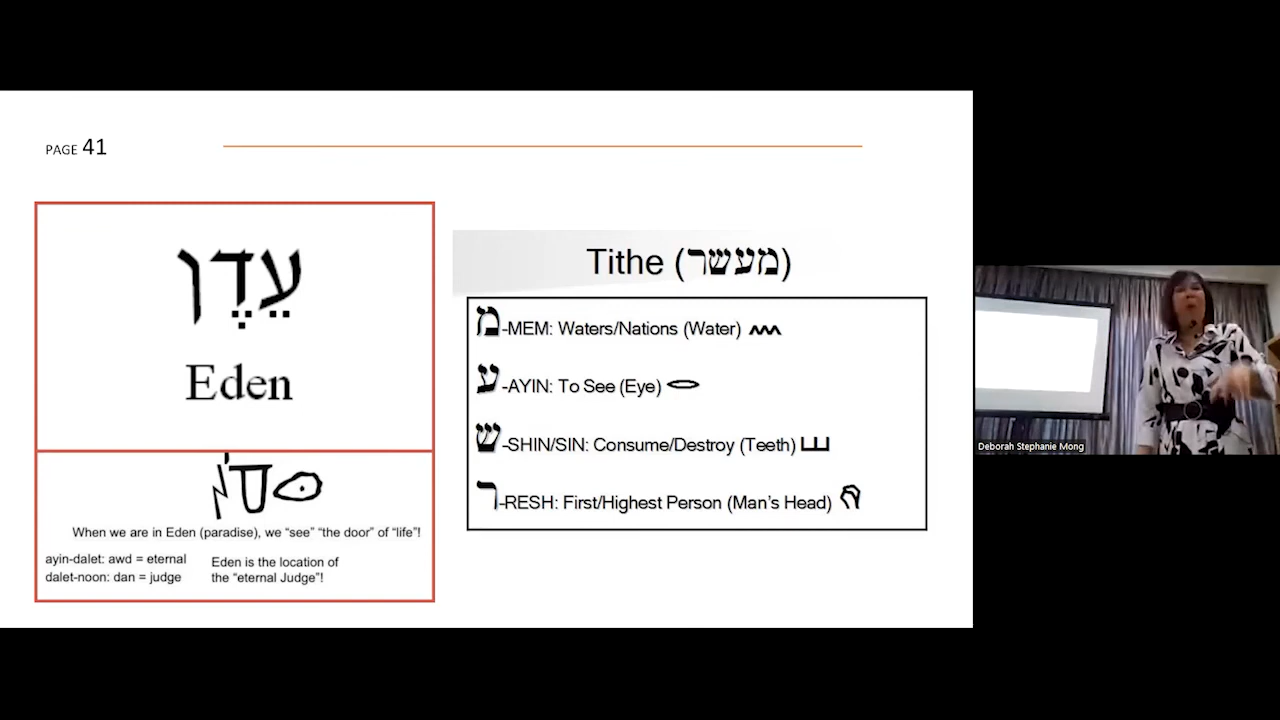 PAGE 41
עֵדֶן
Eden
When we are in Eden (paradise), we “see” “the door” of “life”!
ayin-dalet: awd = eternal
dalet-noon: dan = judge
Eden is the location of
the “eternal Judge”!
Tithe (מעשר)
מ-MEM: Waters/Nations (Water)
ע-AYIN: To See (Eye)
ש-SHIN/SIN: Consume/Destroy (Teeth)
ר-RESH: First/Highest Person (Man’s Head)
Deborah Stephanie Mong